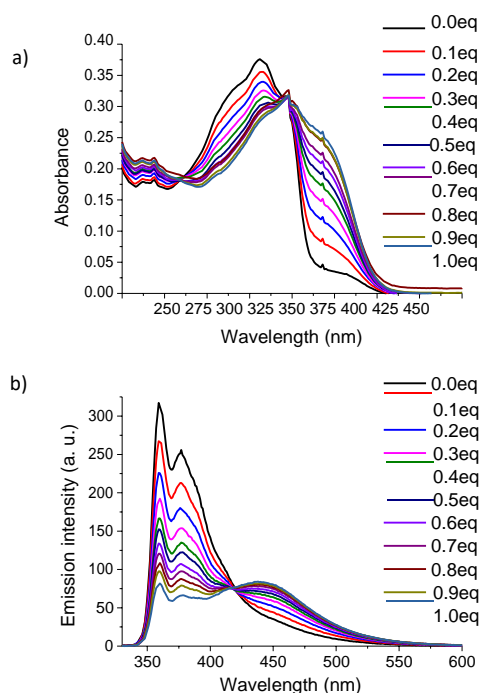 a)
0.40
0.35
0.30
0.25
0.20
0.15
0.10
0.05
0.00
Absorbance
250 275 325 350 375 425 450
Wavelength (nm)
0.0eq
0.1eq
0.2eq
0.3eq
0.4eq
0.5eq
0.6eq
0.7eq
0.8eq
0.9eq
1.0eq
b)
300
250
200
150
100
50
0
Emission intensity (a. u.)
350 400 450 500 550 600
Wavelength (nm)
0.0eq
0.1eq
0.2eq
0.3eq
0.4eq
0.5eq
0.6eq
0.7eq
0.8eq
0.9eq
1.0eq